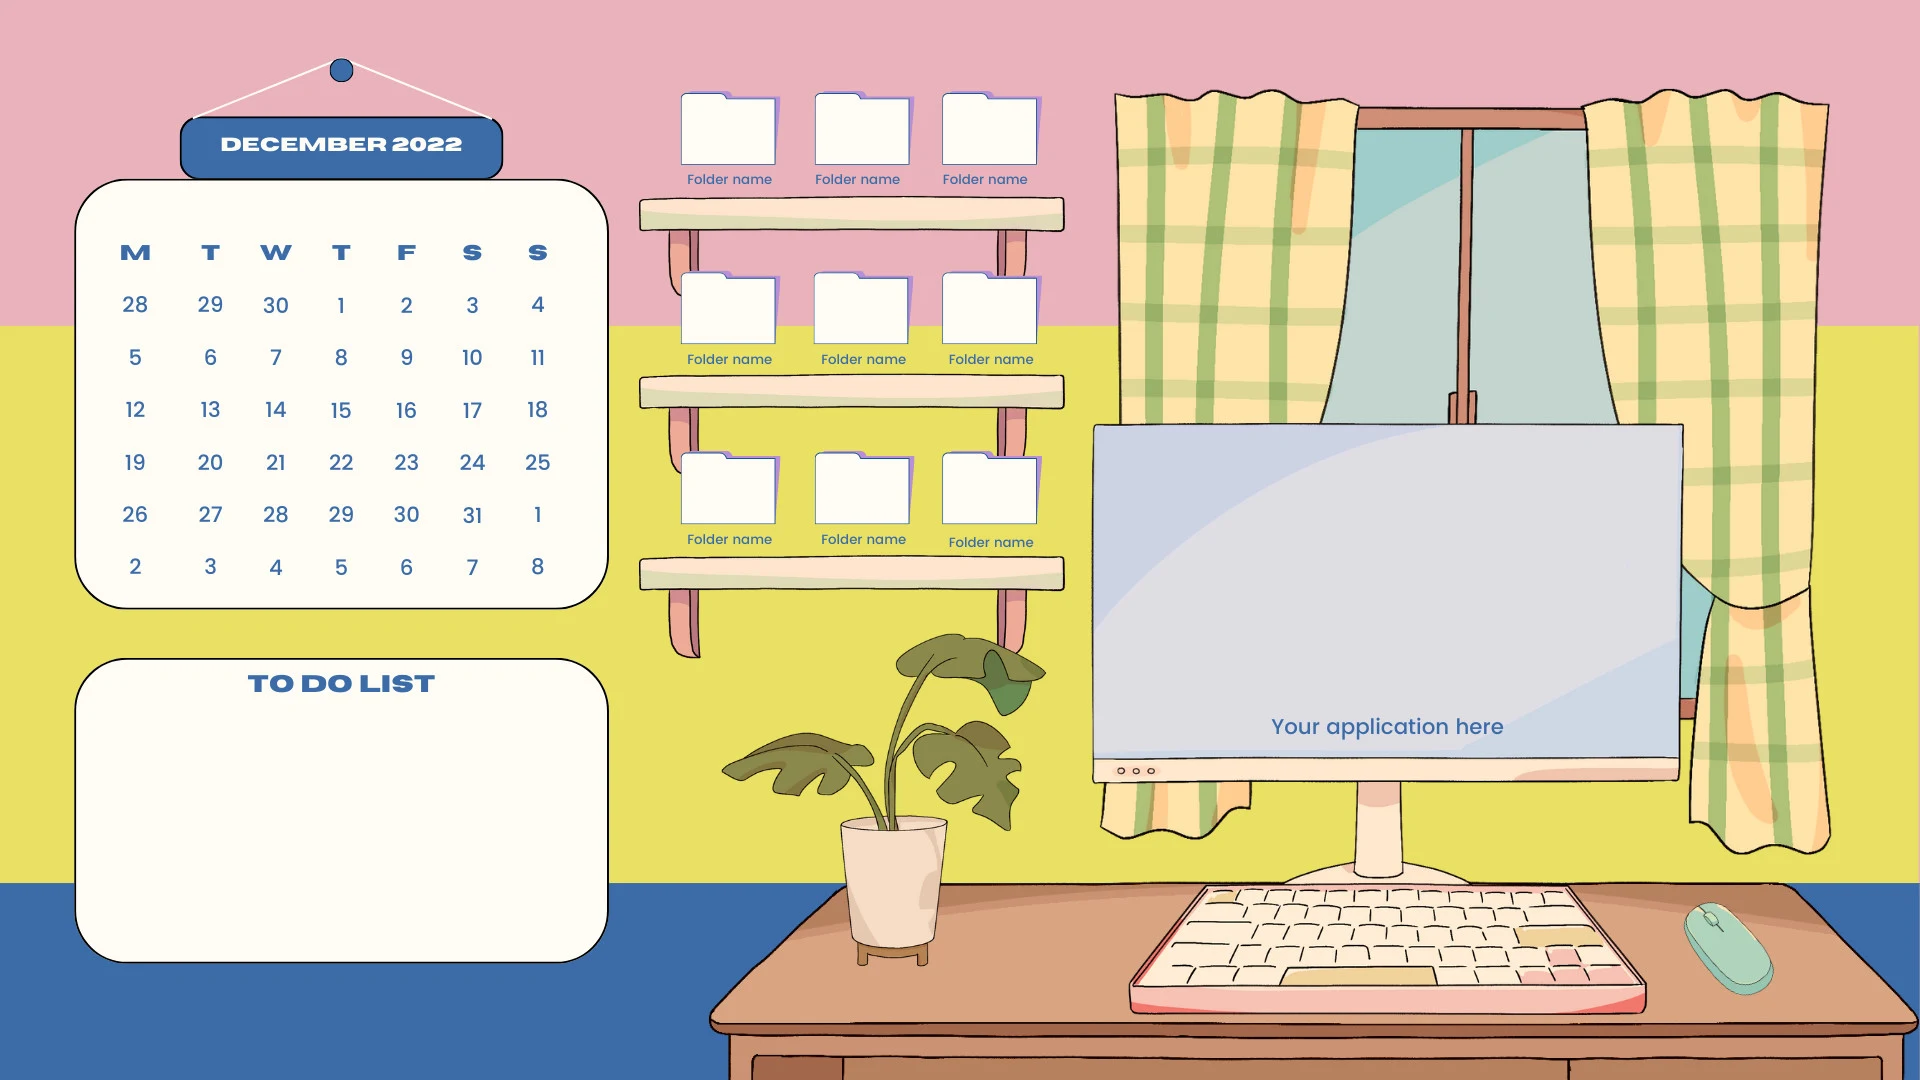 DECEMBER 2022
M T W T F S S
28 29 30 1 2 3 4
5 6 7 8 9 10 11
12 13 14 15 16 17 18
19 20 21 22 23 24 25
26 27 28 29 30 31 1
2 3 4 5 6 7 8
TO DO LIST
Folder name Folder name Folder name
Folder name Folder name Folder name
Folder name Folder name Folder name
Your application here